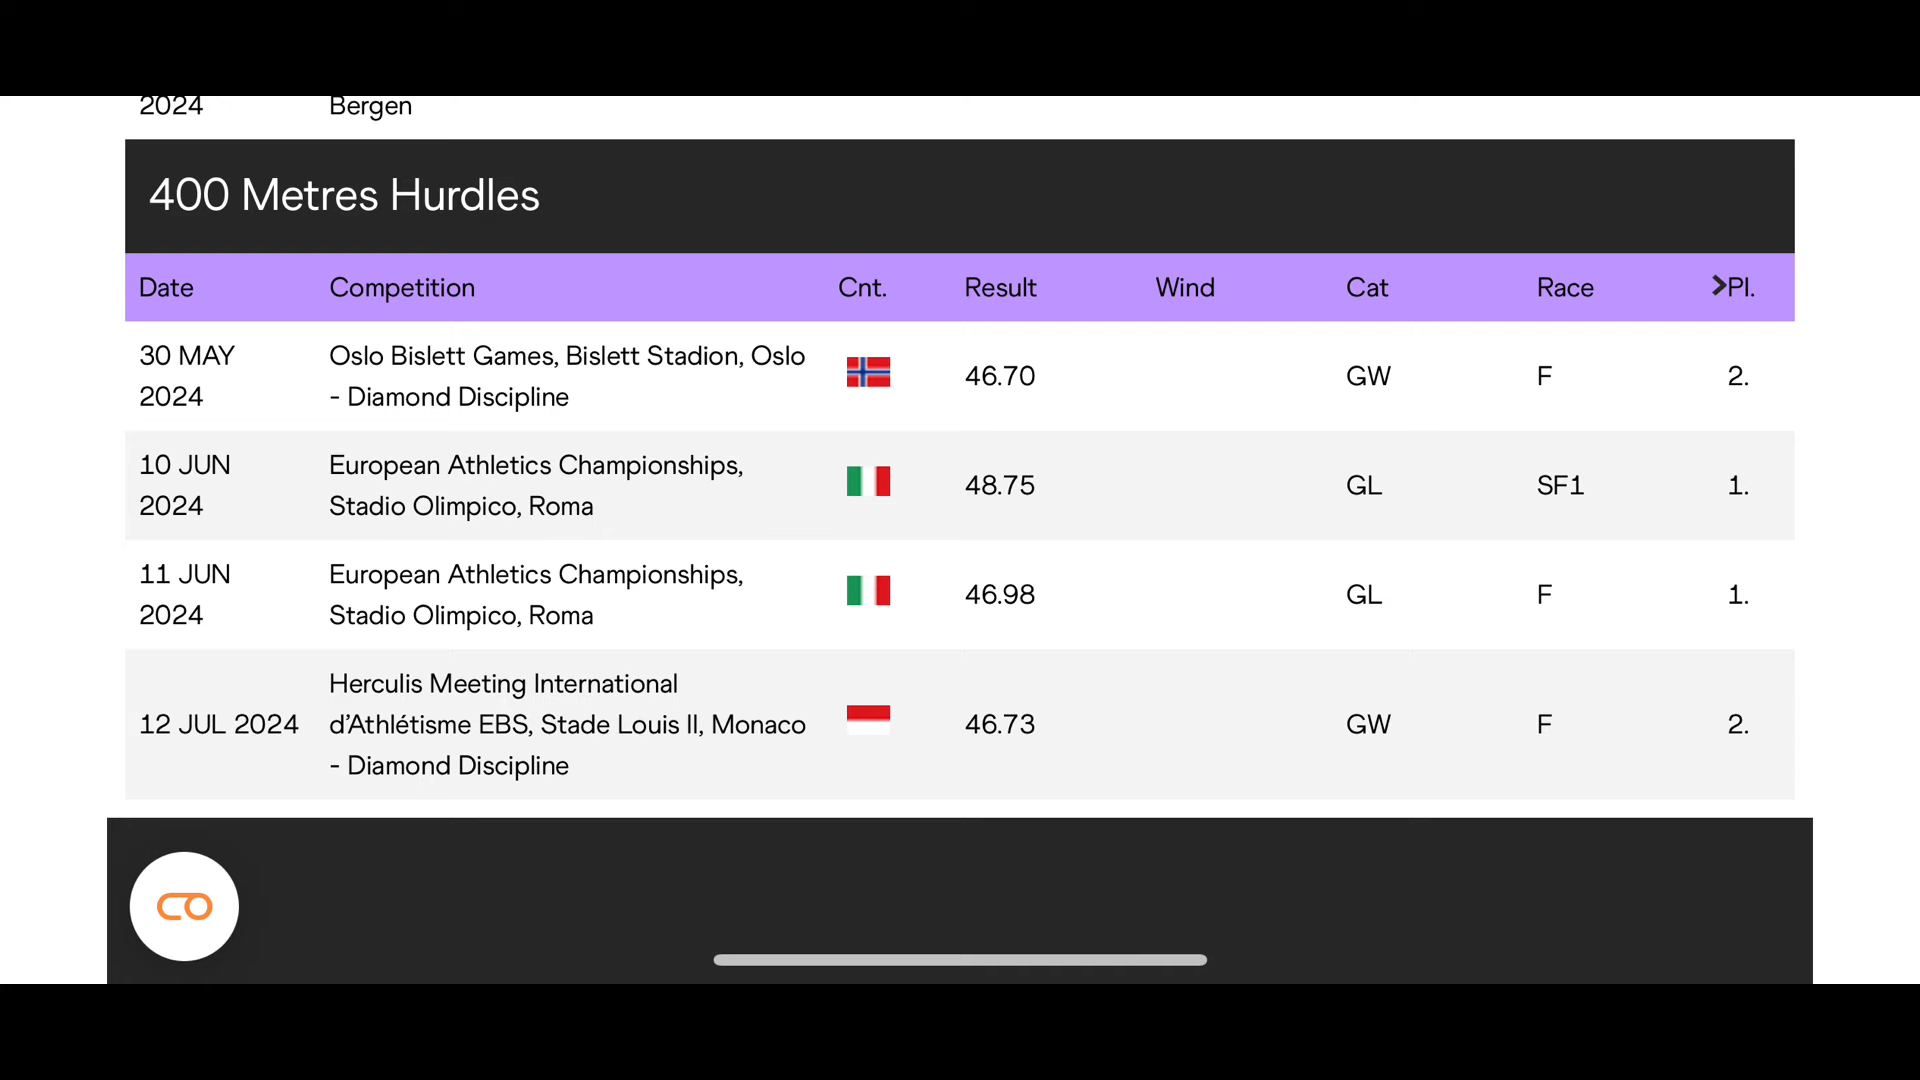 2024 Bergen
400 Metres Hurdles
Date Competition Cnt. Result Wind Cat Race >Pl.
30 MAY Oslo Bislett Games, Bislett Stadion, Oslo
46.70 GW F 2.
2024 - Diamond Discipline
10 JUN European Athletics Championships,
48.75 GL SF1 1.
2024 Stadio Olimpico, Roma
11 JUN European Athletics Championships,
46.98 GL F 1.
2024 Stadio Olimpico, Roma
Herculis Meeting International
12 JUL 2024 d’Athlétisme EBS, Stade Louis II, Monaco 46.73 GW F 2.
- Diamond Discipline